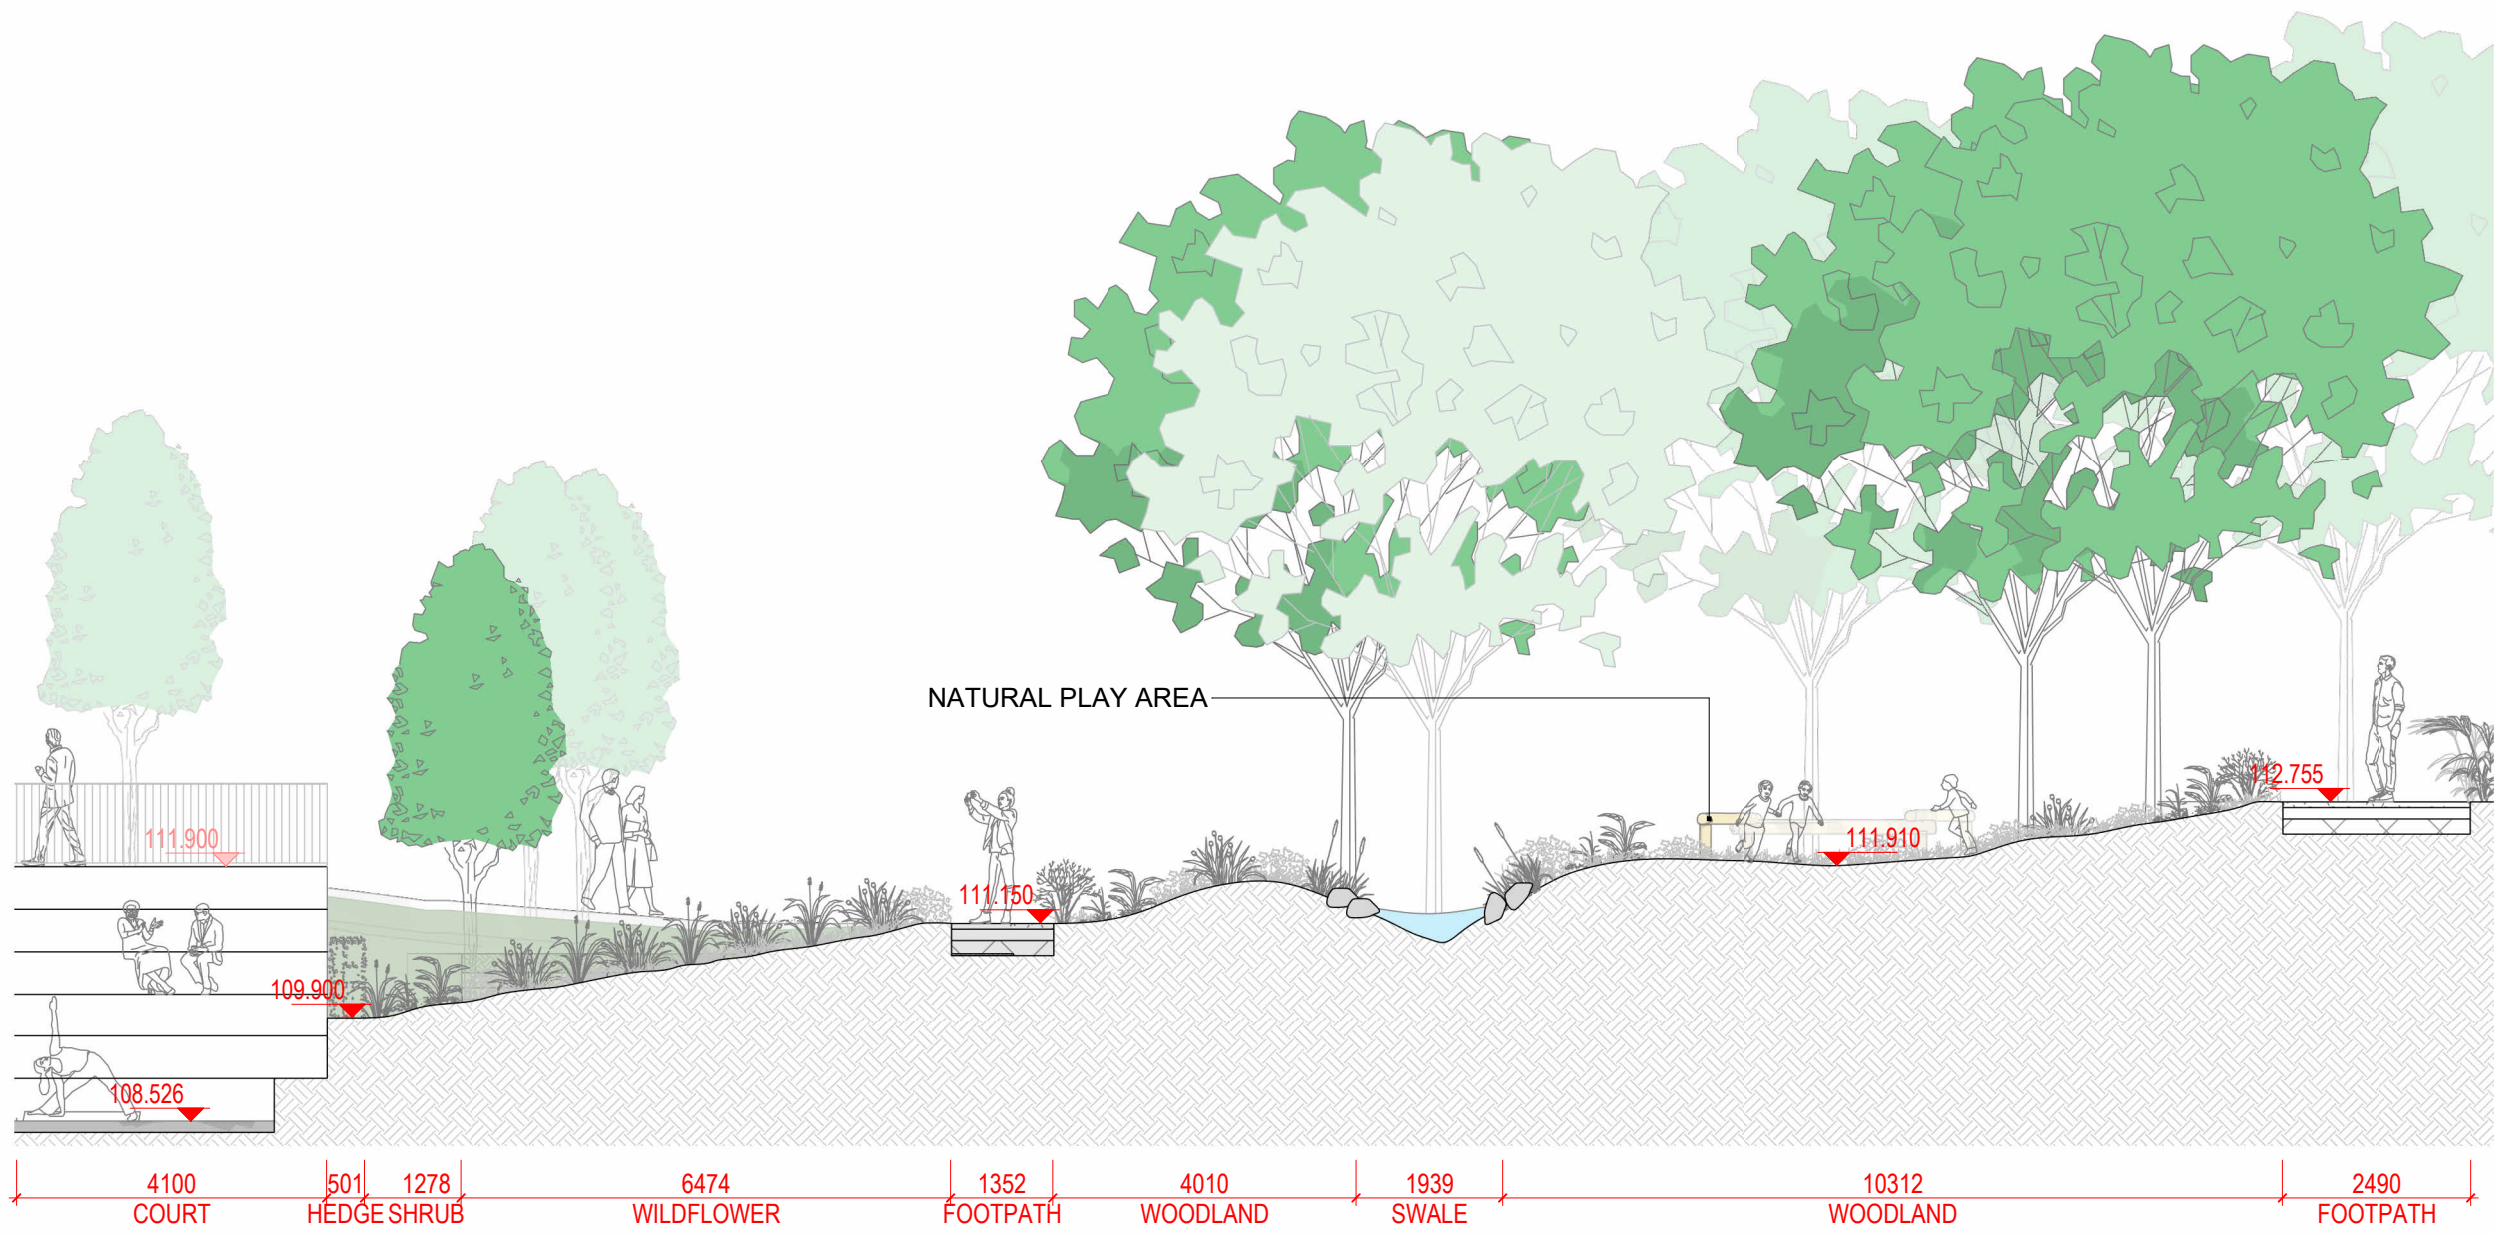 NATURAL PLAY AREA
112.755
111.900
111.910
111.150
109.900
108.526
4100 501 1278 6474 1352 4010 1939 10312 2490
COURT HEDGE SHRUB WILDFLOWER FOOTPATH WOODLAND SWALE WOODLAND FOOTPATH